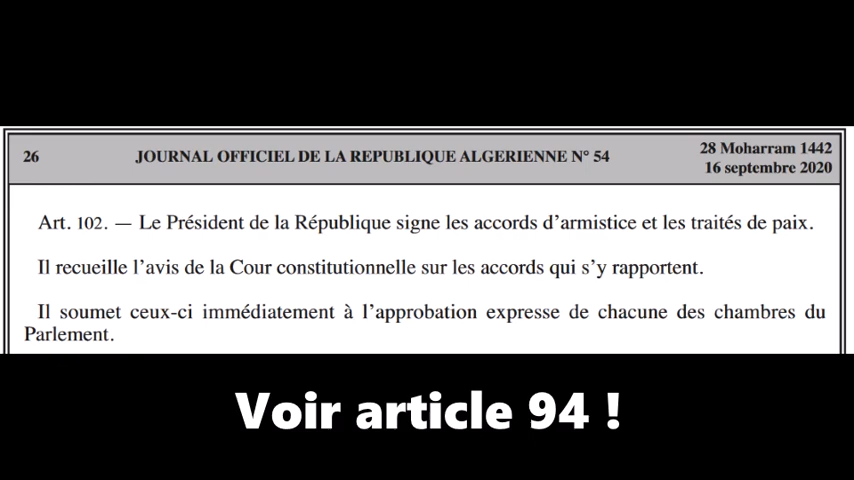 26 JOURNAL OFFICIEL DE LA REPUBLIQUE ALGERIENNE N° 54
28 Moharram 1442
16 septembre 2020
Art. 102. — Le Président de la République signe les accords d’armistice et les traités de paix.
Il recueille l’avis de la Cour constitutionnelle sur les accords qui s’y rapportent.
Il soumet ceux-ci immédiatement à l’approbation expresse de chacune des chambres du
Parlement.
Voir article 94 !